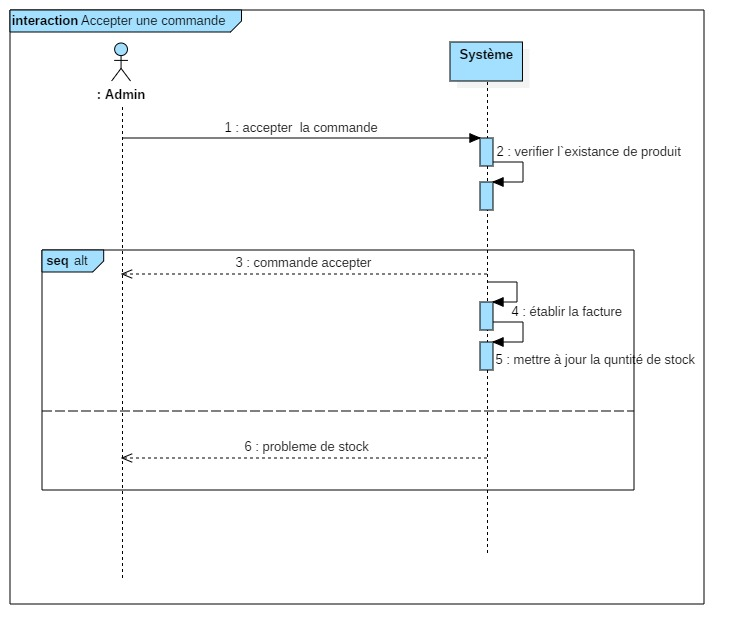 interaction Accepter une commande
: Admin
Système
1 : accepter  la commande
2 : verifier l`existance de produit
seq alt
3 : commande accepter
4 : établir la facture
5 : mettre à jour la quntité de stock
6 : probleme de stock